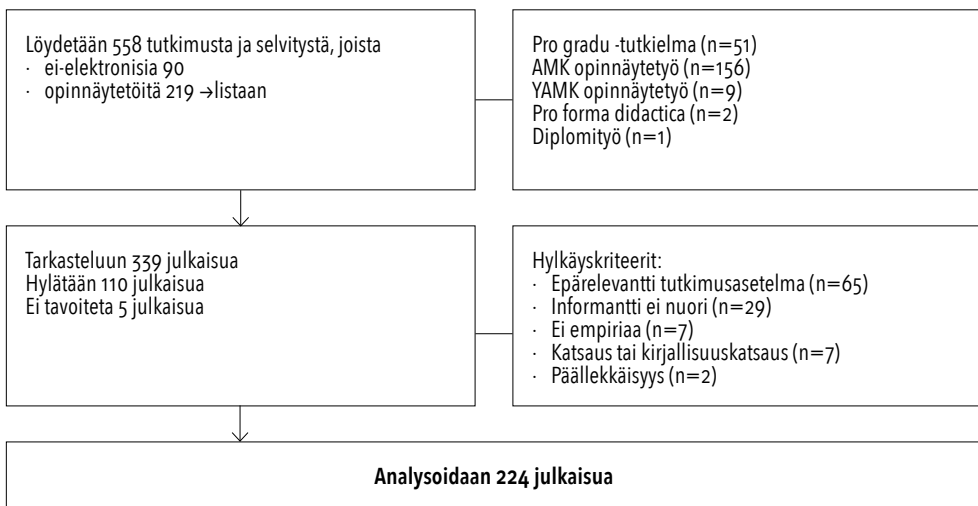 Löydetään 558 tutkimusta ja selvitystä, joista
· ei-elektronisia 90
· opinnäytetöitä 219 →listaan
Pro gradu -tutkielma (n=51)
AMK opinnäytetyö (n=156)
YAMK opinnäytetyö (n=9)
Pro forma didactica (n=2)
Diplomityö (n=1)
Tarkasteluun 339 julkaisua
Hylätään 110 julkaisua
Ei tavoiteta 5 julkaisua
Hylkäyskriteerit:
· Epärelevantti tutkimusasetelma (n=65)
· Informantti ei nuori (n=29)
· Ei empiriaa (n=7)
· Katsaus tai kirjallisuuskatsaus (n=7)
· Päällekkäisyys (n=2)
Analysoidaan 224 julkaisua